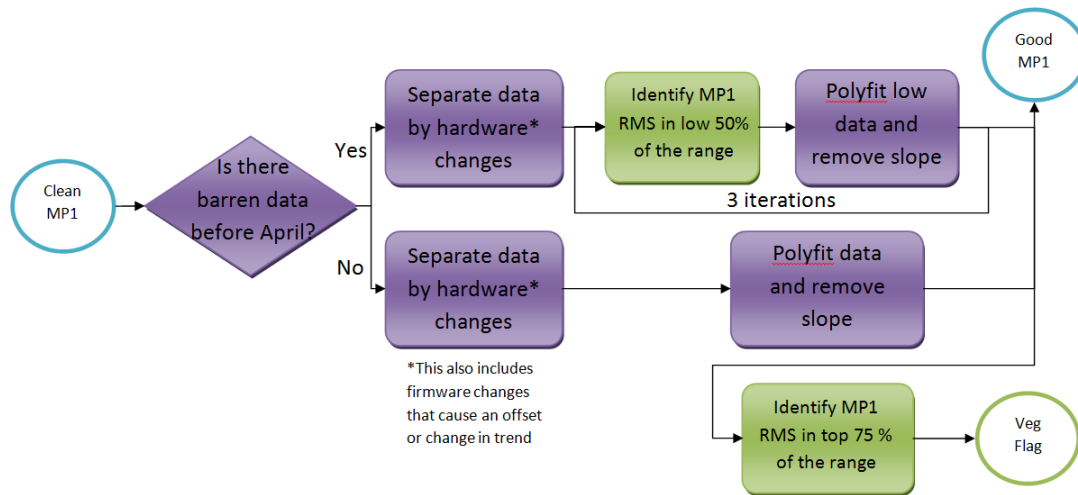 Clean
MP1
Is there
barren data
before April?
Yes
No
Separate data
by hardware*
changes
Identify MP1
RMS in low 50%
of the range
Polyfit low
data and
remove slope
3 iterations
Good
MP1
Separate data
by hardware*
changes
Polyfit data
and remove
slope
*This also includes
firmware changes
that cause an offset
or change in trend
Identify MP1
RMS in top 75 %
of the range
Veg
Flag